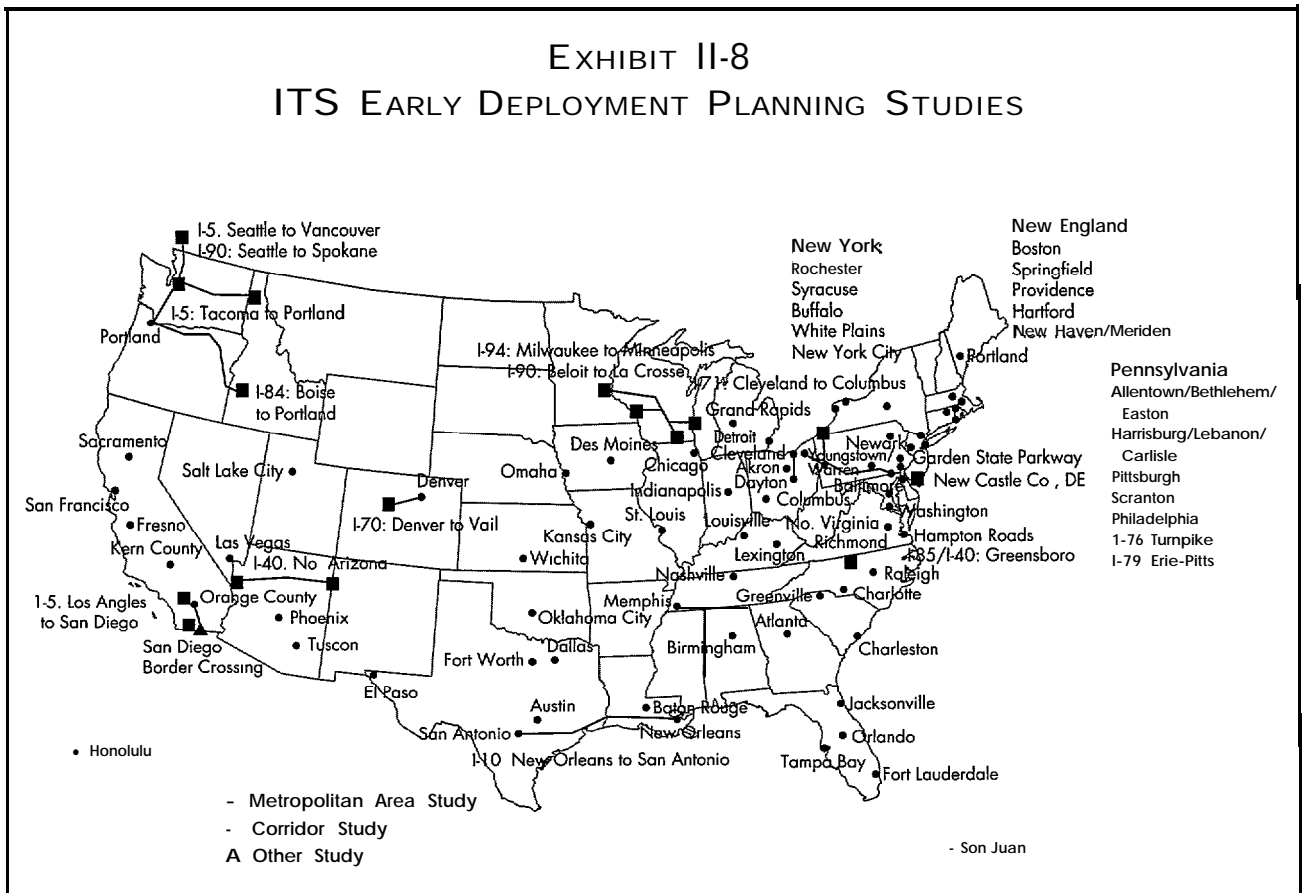 EXHIBIT II-8
ITS EARLY DEPLOYMENT PLANNING STUDIES
I-5. Seattle to Vancouver
I-90: Seattle to Spokane
I-5: Tacoma to Portland
Portland
I-84: Boise
to Portland
I-94: Milwaukee to Minneapolis
I-90: Beloit to La Crosse
New York
Rochester
Syracuse
Buffalo
White Plains
New York City
New England
Boston
Springfield
Providence
Hartford
New Haven/Meriden
Portland
71: Cleveland to Columbus
Grand Rapids
Pennsylvania
Allentown/Bethlehem/
Easton
Harrisburg/Lebanon/
Carlisle
Pittsburgh
Scranton
Philadelphia
1-76 Turnpike
I-79 Erie-Pitts
Sacramento
San Francisco
Fresno
Kern County
Las Vegas
Salt Lake City
Denver
I-70: Denver to Vail
I-40. No Arizona
Orange County
1-5. Los Angles
to San Diego
San Diego
Border Crossing
Phoenix
Tuscon
El Paso
Des Moines
Omaha
Chicago
Detroit
Cleveland
Akron
Youngstown/
Warren
Newark
Garden State Parkway
New Castle Co , DE
Baltimore
Washington
Dayton
Columbus
Indianapolis
St. Louis
Kansas City
Wichita
Louisville
Lexington
No. Virginia
Richmond
Hampton Roads
I-85/I-40: Greensboro
Raleigh
Charlotte
Greenville
Nashville
Memphis
Oklahoma City
Birmingham
Atlanta
Charleston
Fort Worth
Dallas
Austin
San Antonio
Baton Rouge
New Orleans
I-10 New Orleans to San Antonio
Jacksonville
Orlando
Tampa Bay
Fort Lauderdale
• Honolulu
- Metropolitan Area Study
- Corridor Study
A Other Study
- Son Juan